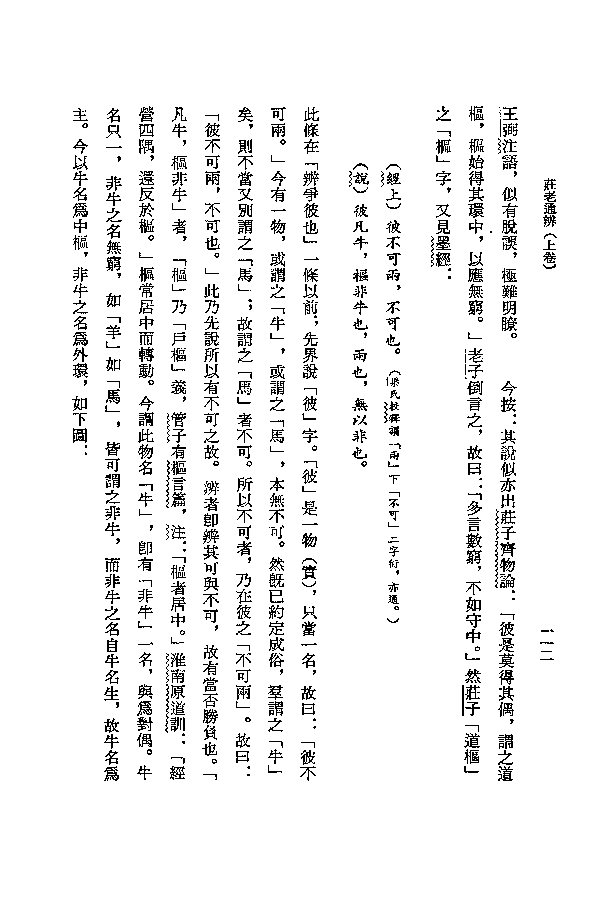 莊老通辨（上卷）
一一二
王弼注語，似有脫誤，極難明瞭。　今按：其說似亦出莊子齊物論：「彼是莫得其偶，謂之道
樞，樞始得其環中，以應無窮。」老子倒言之，故曰：「多言數窮，不如守中。」然莊子「道樞」
之「樞」字，又見墨經：
（經上）彼不可兩，不可也。（梁氏校釋謂「兩」下「不可」二字衍，亦通。）
（說）彼凡牛，樞非牛也，兩也，無以非也。
此條在「辨爭彼也」一條以前，先界說「彼」字。「彼」是一物（實），只當一名，故曰：「彼不
可兩。」今有一物，或謂之「牛」，或謂之「馬」，本無不可。然既已約定成俗，羣謂之「牛」
矣，則不當又別謂之「馬」；故謂之「馬」者不可。所以不可者，乃在彼之「不可兩」。故曰：
「彼不可兩，不可也。」此乃先說所以有不可之故。辨者卽辨其可與不可，故有當否勝負也。「
凡牛，樞非牛」者，「樞」乃「戶樞」義，管子有樞言篇，注：「樞者居中。」淮南原道訓：「經
營四隅，還反於樞。」樞常居中而轉動。今謂此物名「牛」，卽有「非牛」一名，與爲對偶。牛
名只一，非牛之名無窮，如「羊」如「馬」，皆可謂之非牛，而非牛之名自牛名生，故牛名爲
主。今以牛名爲中樞，非牛之名爲外環，如下圖：